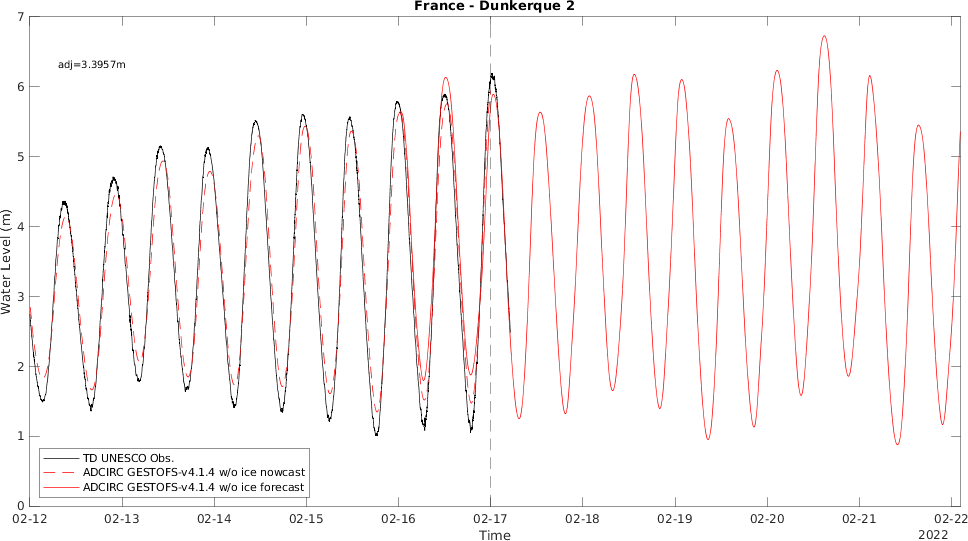 France - Dunkerque 2
adj=3.3957m
Water Level (m)
7
6
5
4
3
2
1
0
TD UNESCO Obs.
ADCIRC GESTOFS-v4.1.4 w/o ice nowcast
ADCIRC GESTOFS-v4.1.4 w/o ice forecast
02-12 02-13 02-14 02-15 02-16 02-17 02-18 02-19 02-20 02-21 02-22
Time
2022